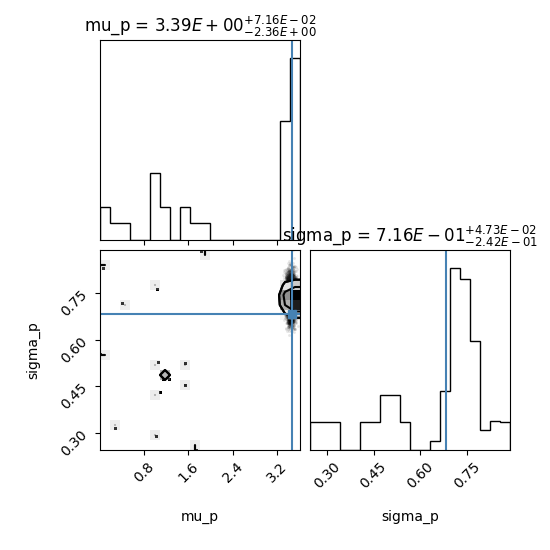 mu_p = 3.39E+00+7.16E−02−2.36E+00
sigma_p = 7.16E−01+4.73E−02−2.42E−01
0.75
0.60
0.45
0.30
sigma_p
0.8 1.6 2.4 3.2
0.30 0.45 0.60 0.75
mu_p
sigma_p